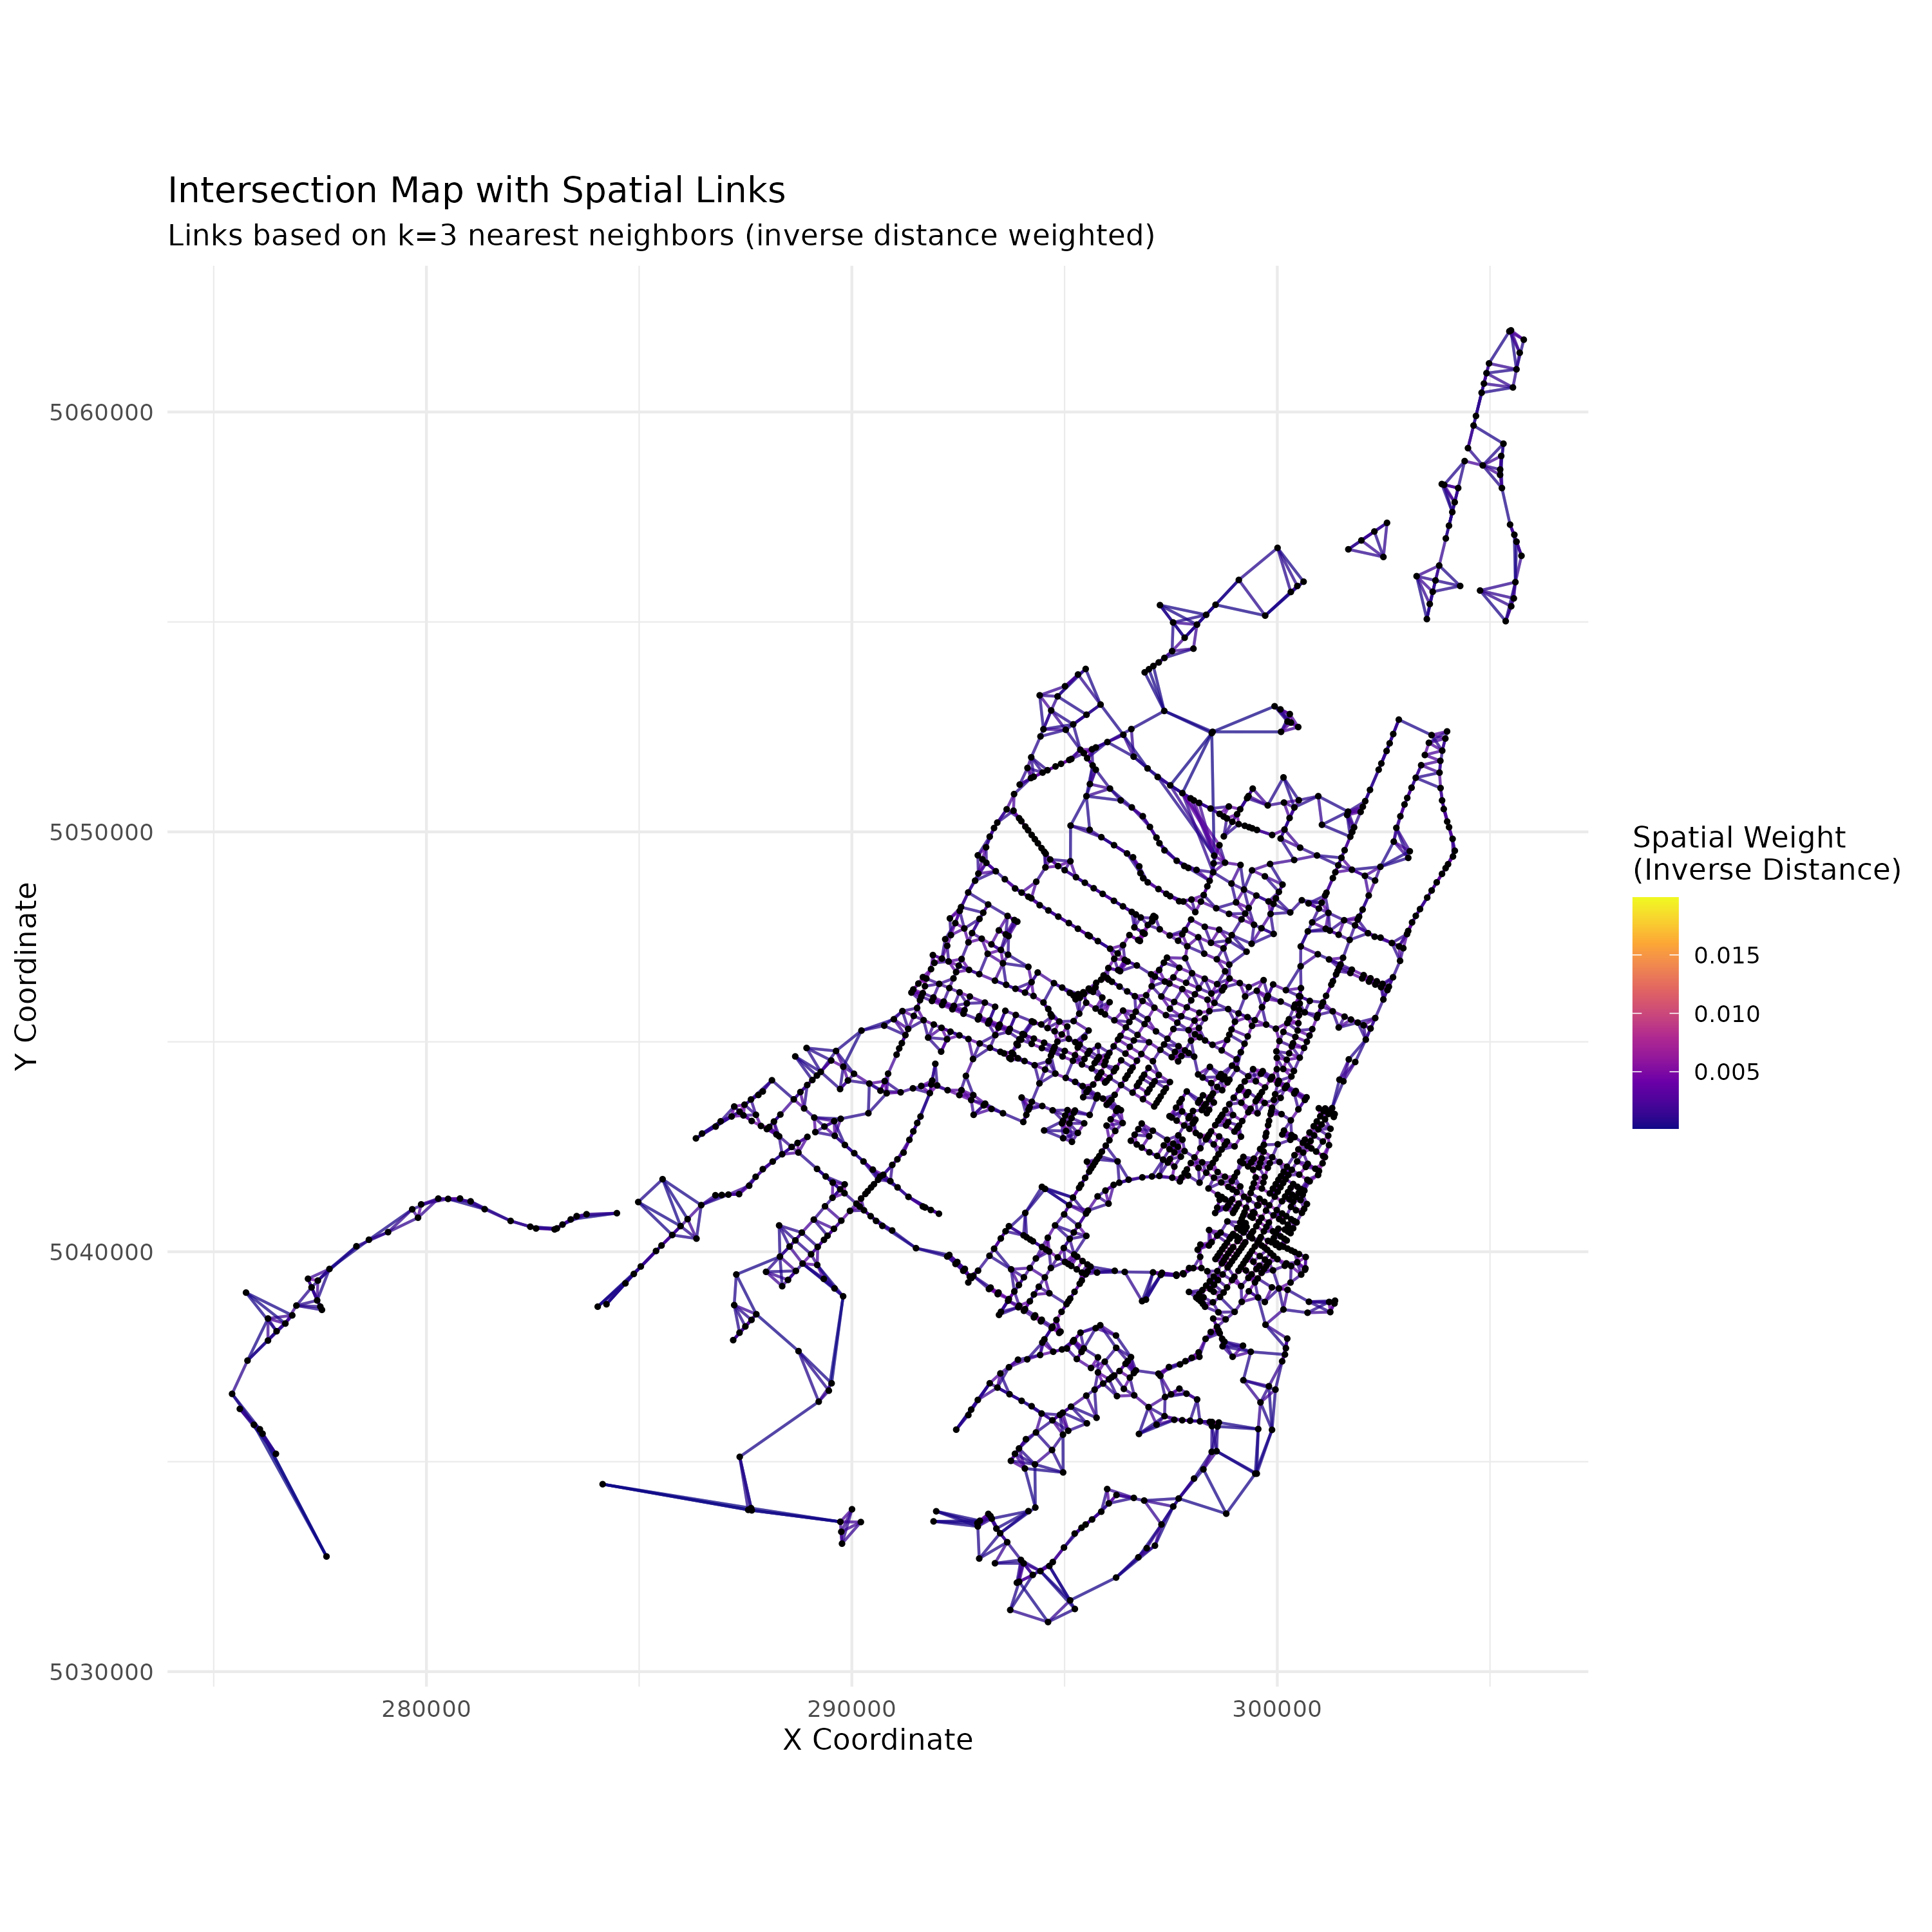 Intersection Map with Spatial Links
Links based on k=3 nearest neighbors (inverse distance weighted)
5060000
5050000
5040000
5030000
Y Coordinate
280000
290000
300000
X Coordinate
Spatial Weight
(Inverse Distance)
0.015
0.010
0.005